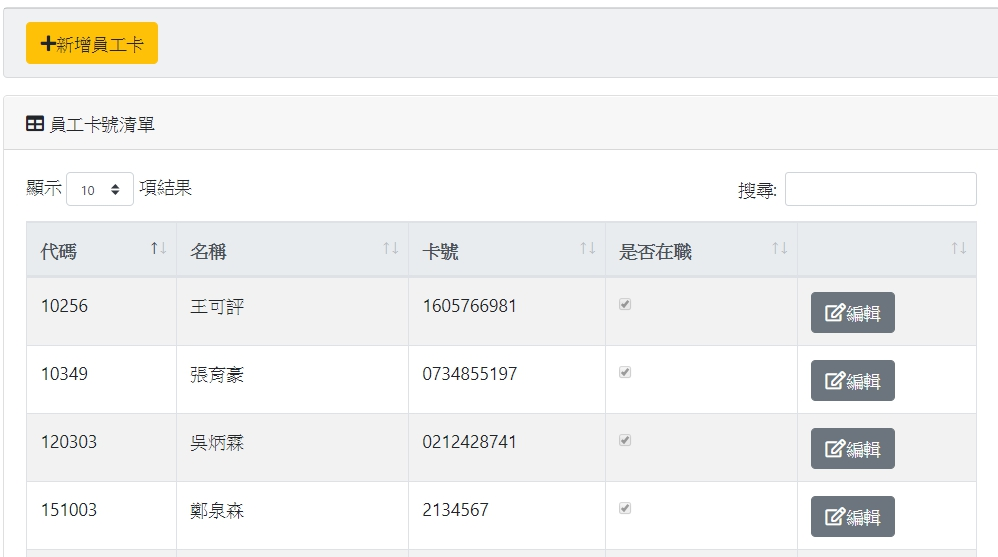 新增員工卡
員工卡號清單
顯示 10 項結果 搜尋:
代碼 名稱 卡號 是否在職
10256 王可評 1605766981 編輯
10349 張育豪 0734855197 編輯
120303 吳炳霖 0212428741 編輯
151003 鄭泉森 2134567 編輯